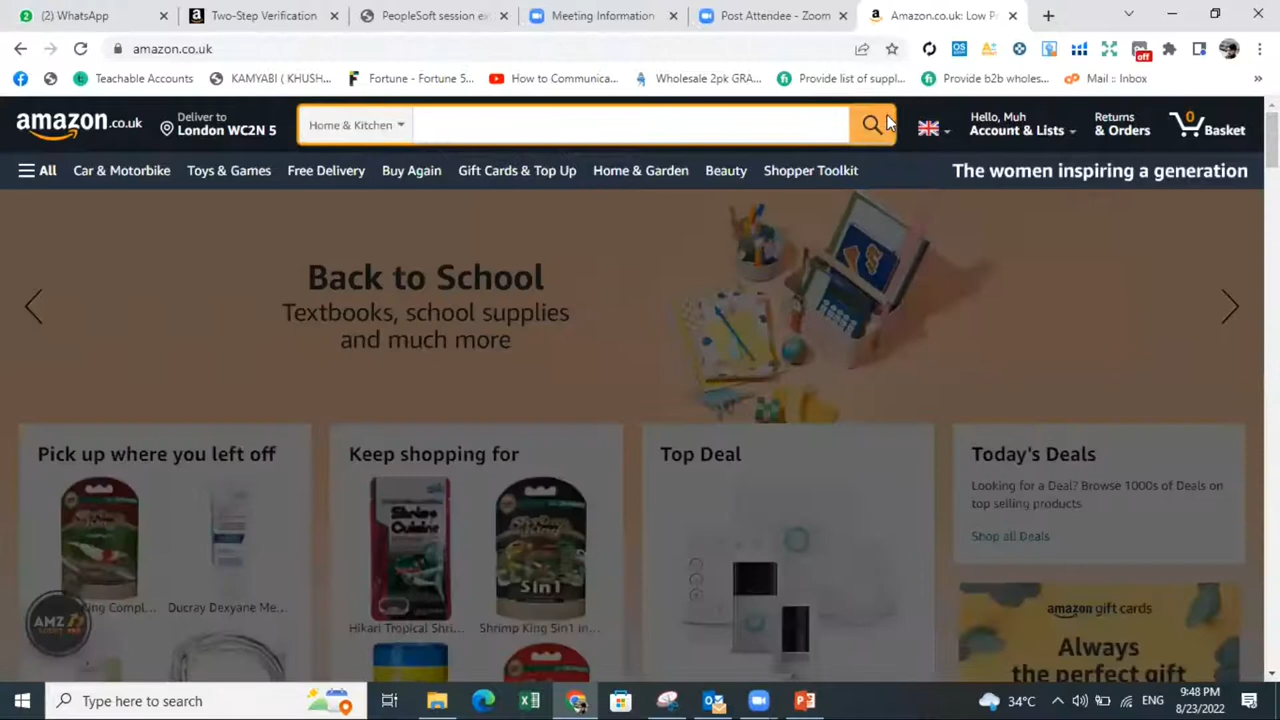 (2) WhatsApp
Two-Step Verification
PeopleSoft session ex
Meeting Information
Post Attendee - Zoom
Amazon.co.uk: Low Pr
amazon.co.uk
off
Teachable Accounts
KAMYABI ( KHUSH...
Fortune - Fortune 5...
How to Communica...
Wholesale 2pk GRA...
Provide list of suppl...
Provide b2b wholes...
Mail :: Inbox
amazon.co.uk
Deliver to
London WC2N 5
Home & Kitchen
Hello, Muh
Account & Lists
Returns
& Orders
0
Basket
All
Car & Motorbike
Toys & Games
Free Delivery
Buy Again
Gift Cards & Top Up
Home & Garden
Beauty
Shopper Toolkit
The women inspiring a generation
Back to School
Textbooks, school supplies
and much more
Pick up where you left off
Keep shopping for
Top Deal
Today's Deals
Looking for a Deal? Browse 1000s of Deals on
top selling products
Shop all Deals
Shrimp
Cuisine
5in1
Compl...
Ducray Dexyane Me...
Hikari Tropical Shri...
Shrimp King 5in1 in...
AMZ
amazon gift cards
Always
the perfect gift
Type here to search
34°C
ENG
9:48 PM
8/23/2022